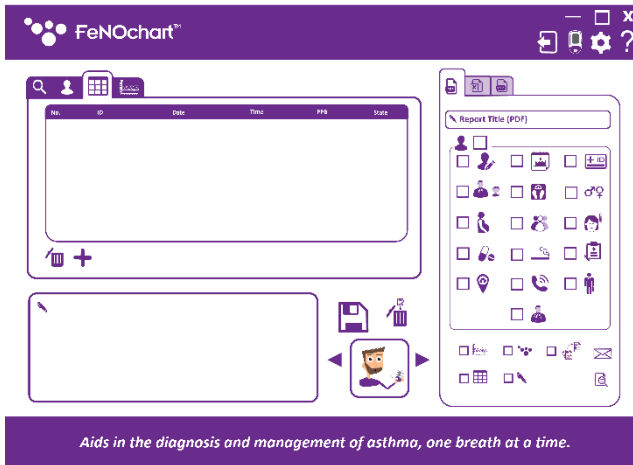 FeNOchart™
No. ID Date Time PPB State
Report Title (PDF)
+ ID
Aids in the diagnosis and management of asthma, one breath at a time.